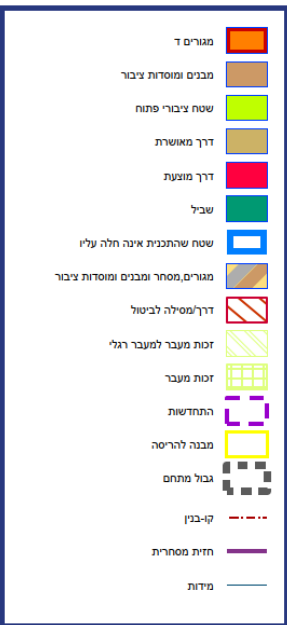 מגורים ד
מבנים ומוסדות ציבור
שטח ציבורי פתוח
דרך מאושרת
דרך מוצעת
שביל
שטח שהתכנית אינה חלה עליו
מגורים,מסחר ומבנים ומוסדות ציבור
דרך/מסילה לביטול
זכות מעבר למעבר רגלי
זכות מעבר
התחדשות
מבנה להריסה
גבול מתחם
קו-בנין
חזית מסחרית
מידות